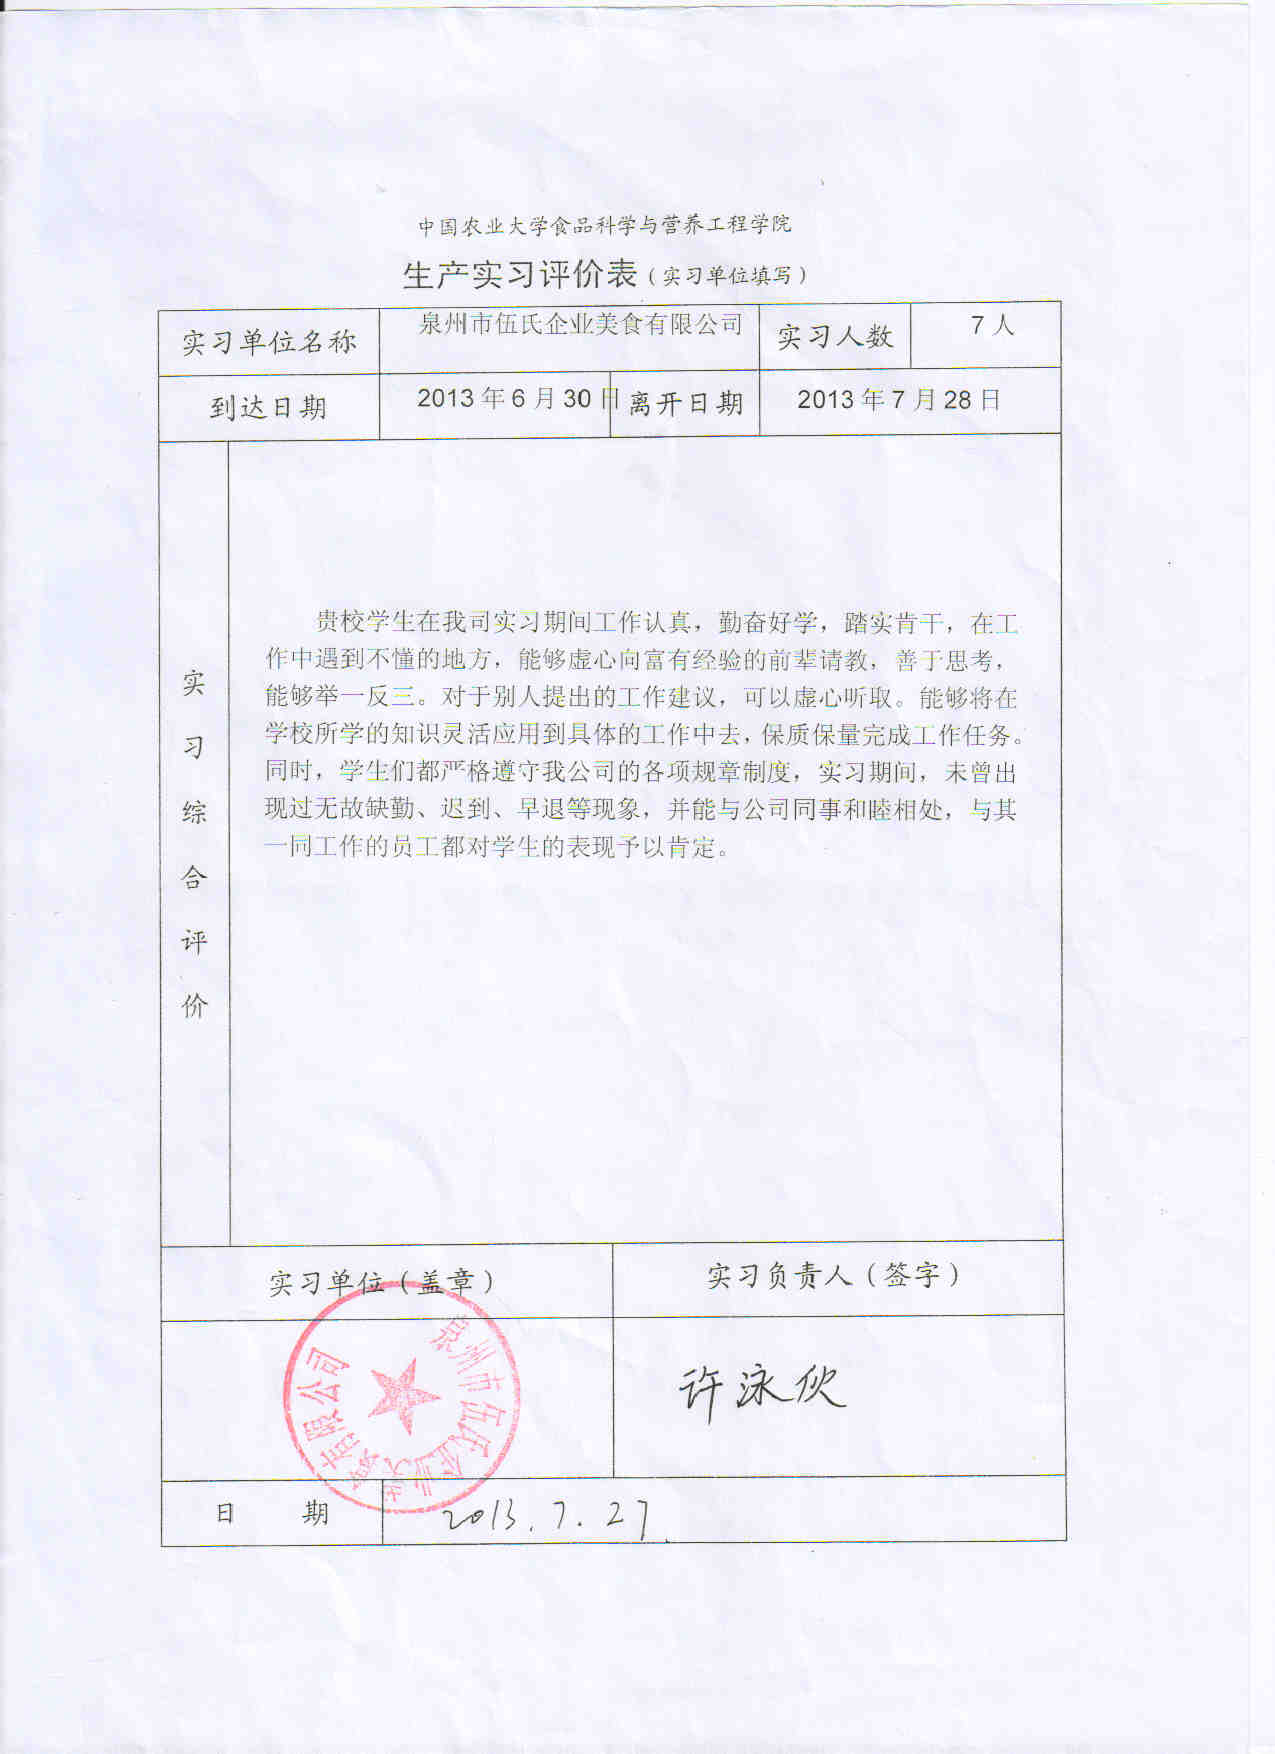 中国农业大学食品科学与营养工程学院
生产实习评价表（实习单位填写）
实习单位名称 泉州市伍氏企业美食有限公司 实习人数 7人
到达日期 2013年6月30日 离开日期 2013年7月28日
实习综合评价
贵校学生在我司实习期间工作认真，勤奋好学，踏实肯干，在工
作中遇到不懂的地方，能够虚心向富有经验的前辈请教，善于思考，
能够举一反三。对于别人提出的工作建议，可以虚心听取。能够将在
学校所学的知识灵活应用到具体的工作中去，保质保量完成工作任务。
同时，学生们都严格遵守我公司的各项规章制度，实习期间，未曾出
现过无故缺勤、迟到、早退等现象，并能与公司同事和睦相处，与其
一同工作的员工都对学生的表现予以肯定。
实习单位（盖章） 实习负责人（签字）
泉州市伍氏企业美食有限公司
许泳伙
日 期 2013.7.27